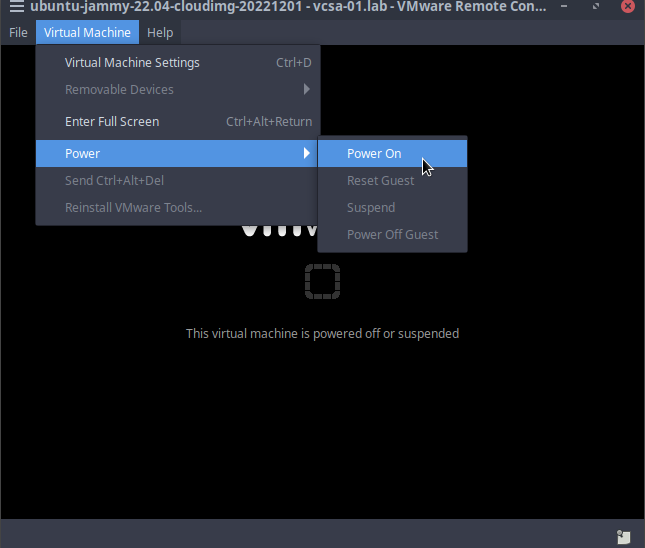 ubuntu-jammy-22.04-cloudimg-20221201 - vcsa-01.lab - VMware Remote Con...
File Virtual Machine Help
Virtual Machine Settings Ctrl+D
Removable Devices
Enter Full Screen Ctrl+Alt+Return
Power
Send Ctrl+Alt+Del
Reinstall VMware Tools...
Power On
Reset Guest
Suspend
Power Off Guest
This virtual machine is powered off or suspended